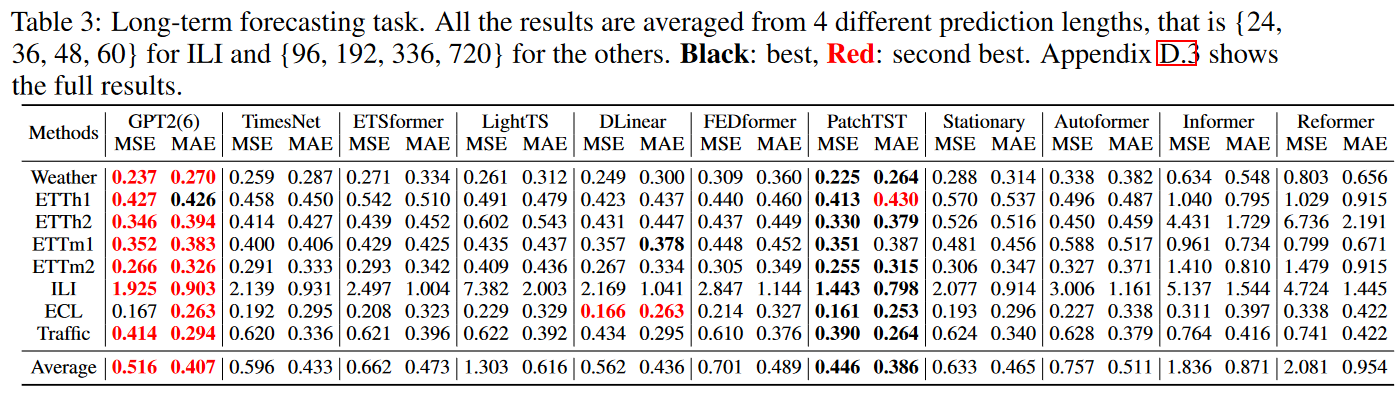 Table 3: Long-term forecasting task. All the results are averaged from 4 different prediction lengths, that is {24,
36, 48, 60} for ILI and {96, 192, 336, 720} for the others. Black: best, Red: second best. Appendix D.3 shows
the full results.
Methods GPT2(6) TimesNet ETSformer LightTS DLinear FEDformer PatchTST Stationary Autoformer Informer Reformer
MSE MAE MSE MAE MSE MAE MSE MAE MSE MAE MSE MAE MSE MAE MSE MAE MSE MAE MSE MAE MSE MAE
Weather 0.237 0.270 0.259 0.287 0.271 0.334 0.261 0.312 0.249 0.300 0.309 0.360 0.225 0.264 0.288 0.314 0.338 0.382 0.634 0.548 0.803 0.656
ETTh1 0.427 0.426 0.458 0.450 0.542 0.510 0.491 0.479 0.423 0.437 0.440 0.460 0.413 0.430 0.570 0.537 0.496 0.487 1.040 0.795 1.029 0.915
ETTh2 0.346 0.394 0.414 0.427 0.439 0.452 0.602 0.543 0.431 0.447 0.437 0.449 0.330 0.379 0.526 0.516 0.450 0.459 4.431 1.729 6.736 2.191
ETTm1 0.352 0.383 0.400 0.406 0.429 0.425 0.435 0.437 0.357 0.378 0.448 0.452 0.351 0.387 0.481 0.456 0.588 0.517 0.961 0.734 0.799 0.671
ETTm2 0.266 0.326 0.291 0.333 0.293 0.342 0.409 0.436 0.267 0.334 0.305 0.349 0.255 0.315 0.306 0.347 0.327 0.371 1.410 0.810 1.479 0.915
ILI 1.925 0.903 2.139 0.931 2.497 1.004 7.382 2.003 2.169 1.041 2.847 1.144 1.443 0.798 2.077 0.914 3.006 1.161 5.137 1.544 4.724 1.445
ECL 0.167 0.263 0.192 0.295 0.208 0.323 0.229 0.329 0.166 0.263 0.214 0.327 0.161 0.253 0.193 0.296 0.227 0.338 0.311 0.397 0.338 0.422
Traffic 0.414 0.294 0.620 0.336 0.621 0.396 0.622 0.392 0.434 0.295 0.610 0.376 0.390 0.264 0.624 0.340 0.628 0.379 0.764 0.416 0.741 0.422
Average 0.516 0.407 0.596 0.433 0.662 0.473 1.303 0.616 0.562 0.436 0.701 0.489 0.446 0.386 0.633 0.465 0.757 0.511 1.836 0.871 2.081 0.954